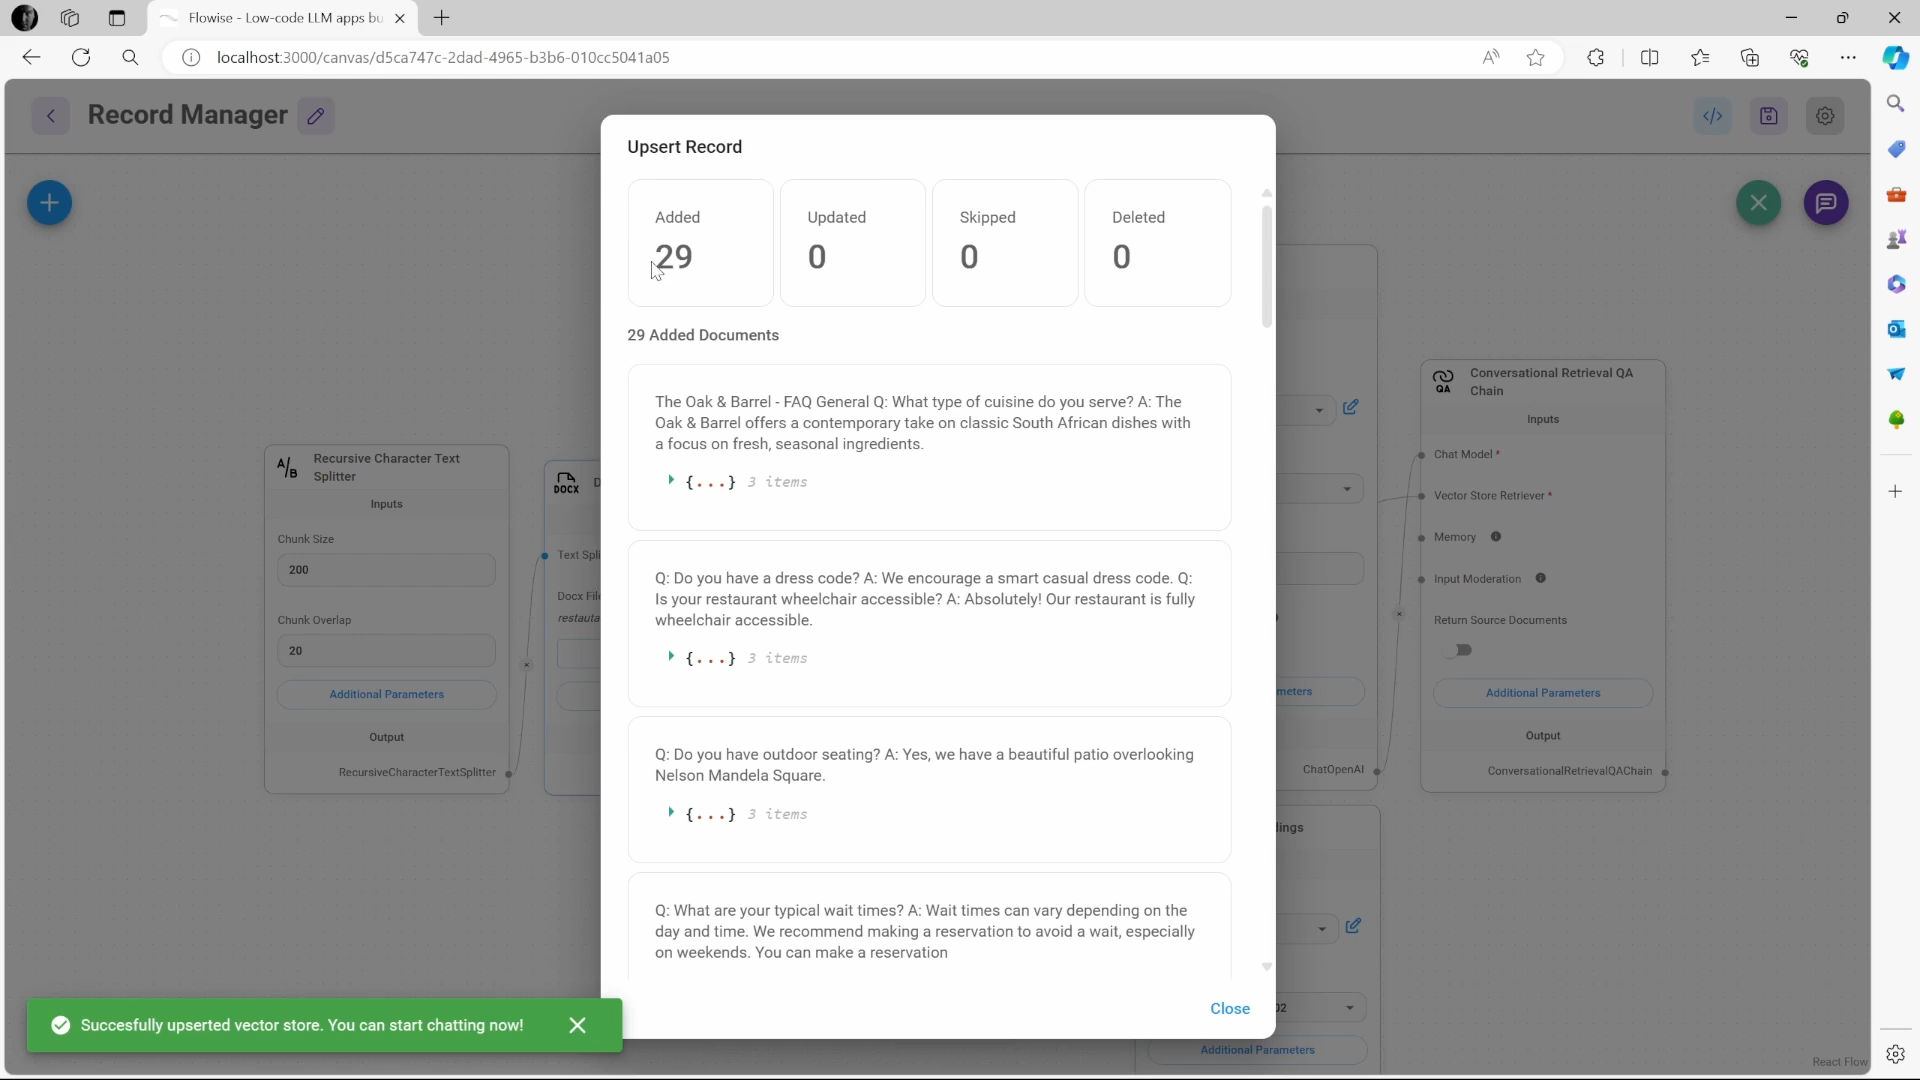 Flowise - Low-code LLM apps bu
localhost:3000/canvas/d5ca747c-2dad-4965-b3b6-010cc5041a05
Record Manager
Upsert Record
Added
29
Updated
0
Skipped
0
Deleted
0
29 Added Documents
The Oak & Barrel - FAQ General Q: What type of cuisine do you serve? A: The
Oak & Barrel offers a contemporary take on classic South African dishes with
a focus on fresh, seasonal ingredients.
{...} 3 items
Q: Do you have a dress code? A: We encourage a smart casual dress code. Q:
Is your restaurant wheelchair accessible? A: Absolutely! Our restaurant is fully
wheelchair accessible.
{...} 3 items
Q: Do you have outdoor seating? A: Yes, we have a beautiful patio overlooking
Nelson Mandela Square.
{...} 3 items
Q: What are your typical wait times? A: Wait times can vary depending on the
day and time. We recommend making a reservation to avoid a wait, especially
on weekends. You can make a reservation
Close
A/B
Recursive Character Text
Splitter
Inputs
Chunk Size
200
Chunk Overlap
20
Additional Parameters
Output
RecursiveCharacterTextSplitter
DOCX
D
Text Spli
Docx File
restauta
meters
ChatOpenAI
lings
02
Additional Parameters
QA
Conversational Retrieval QA
Chain
Inputs
Chat Model *
Vector Store Retriever *
Memory
Input Moderation
Return Source Documents
Additional Parameters
Output
ConversationalRetrievalQAChain
Succesfully upserted vector store. You can start chatting now!
React Flow